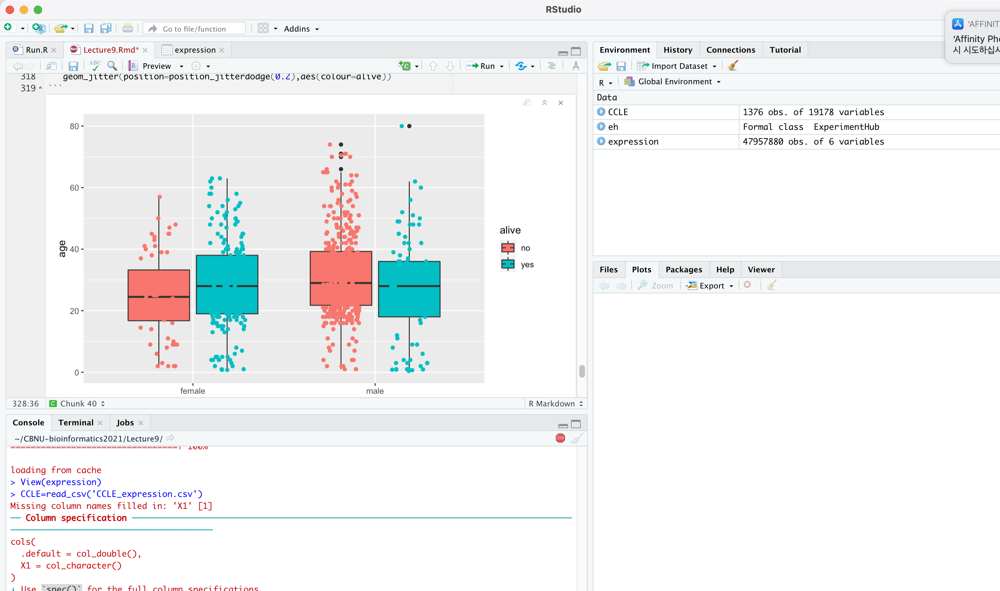 RStudio
Go to file/function
Addins
'AFFINIT
'Affinity Pho
시 시도하십시
Run.R
Lecture9.Rmd*
expression
ABC
Preview
Run
318 geom_jitter(position=position_jitterdodge(0.2),aes(colour=alive))
319 ```
80
60
40
20
0
age
female
male
alive
no
yes
328:36
Chunk 40
R Markdown
Console
Terminal
Jobs
~/CBNU-bioinformatics2021/Lecture9/
STOP
================================| 100%
loading from cache
> View(expression)
> CCLE=read_csv('CCLE_expression.csv')
Missing column names filled in: 'X1' [1]
── Column specification ──
cols(
.default = col_double(),
X1 = col_character()
)
ℹ Use `spec()` for the full column specifications.
Environment
History
Connections
Tutorial
Import Dataset
R
Global Environment
Data
CCLE 1376 obs. of 19178 variables
eh Formal class ExperimentHub
expression 47957880 obs. of 6 variables
Files
Plots
Packages
Help
Viewer
Zoom
Export